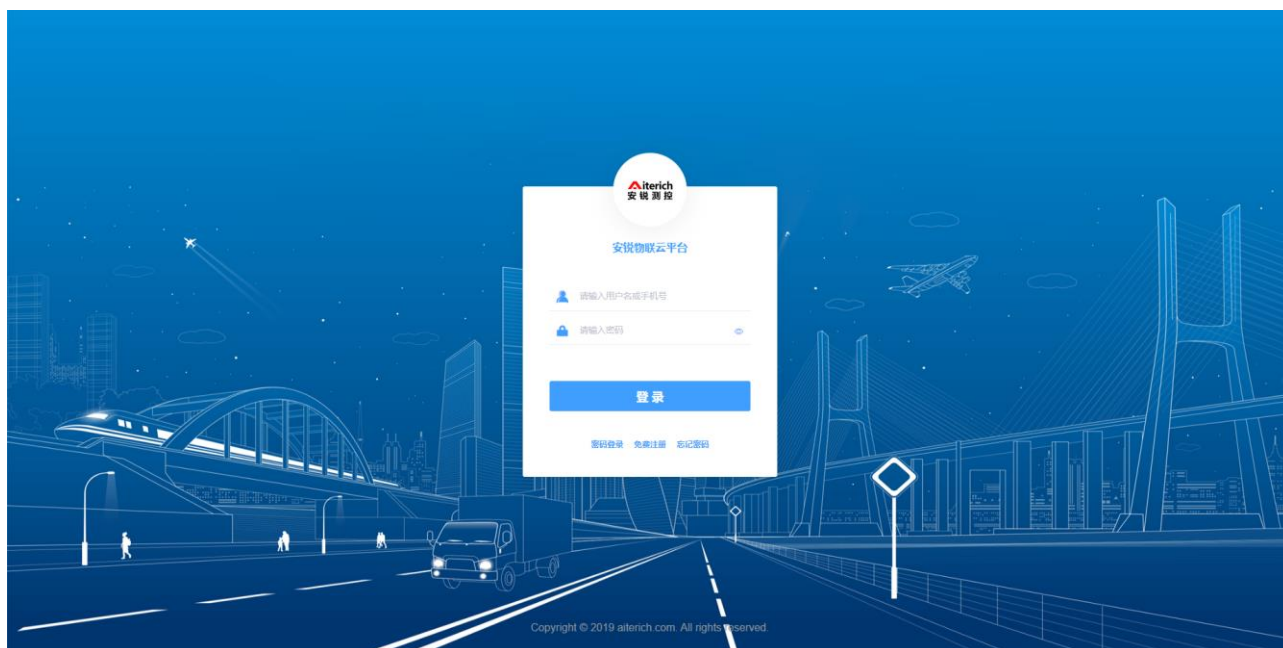 Aiterich
安锐测控
安锐物联云平台
请输入用户名或手机号
请输入密码
登录
密码登录 免费注册 忘记密码
Copyright © 2019 aiterich.com. All rights reserved.